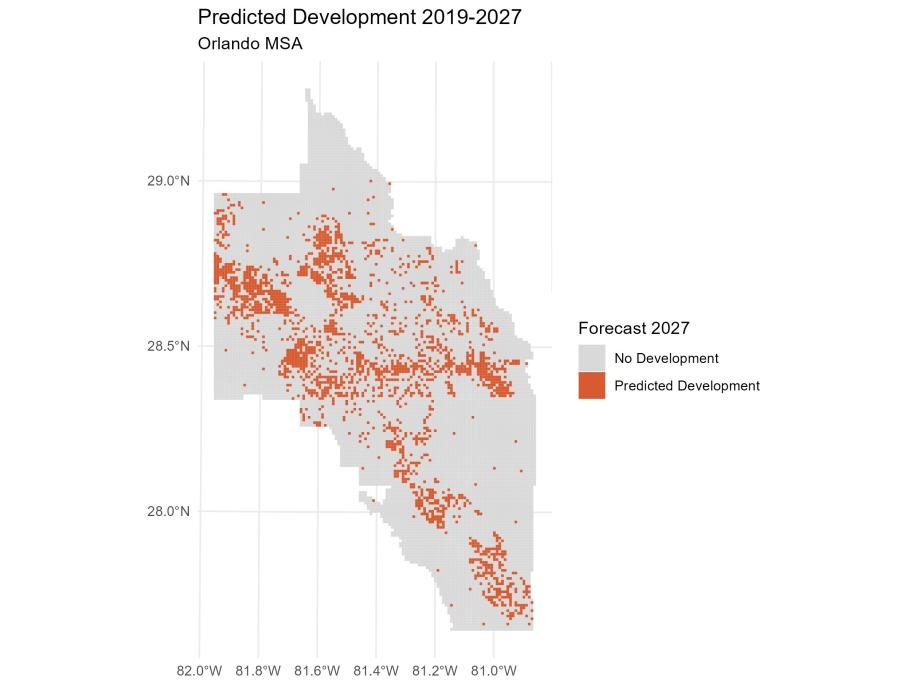 Predicted Development 2019-2027
Orlando MSA
29.0°N
28.5°N
28.0°N
82.0°W 81.8°W 81.6°W 81.4°W 81.2°W 81.0°W
Forecast 2027
No Development
Predicted Development